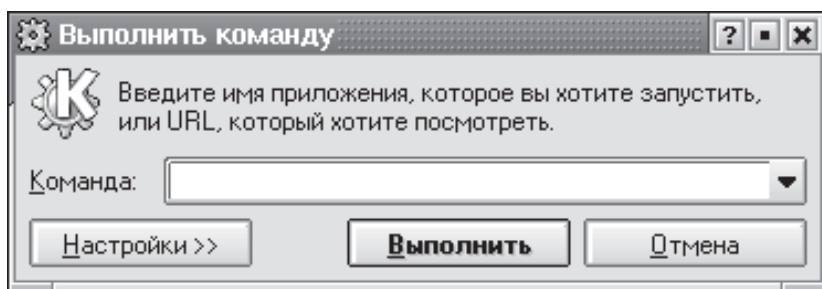 Выполнить команду
Введите имя приложения, которое вы хотите запустить,
или URL, который хотите посмотреть.
Команда:
Настройки >> Выполнить Отмена